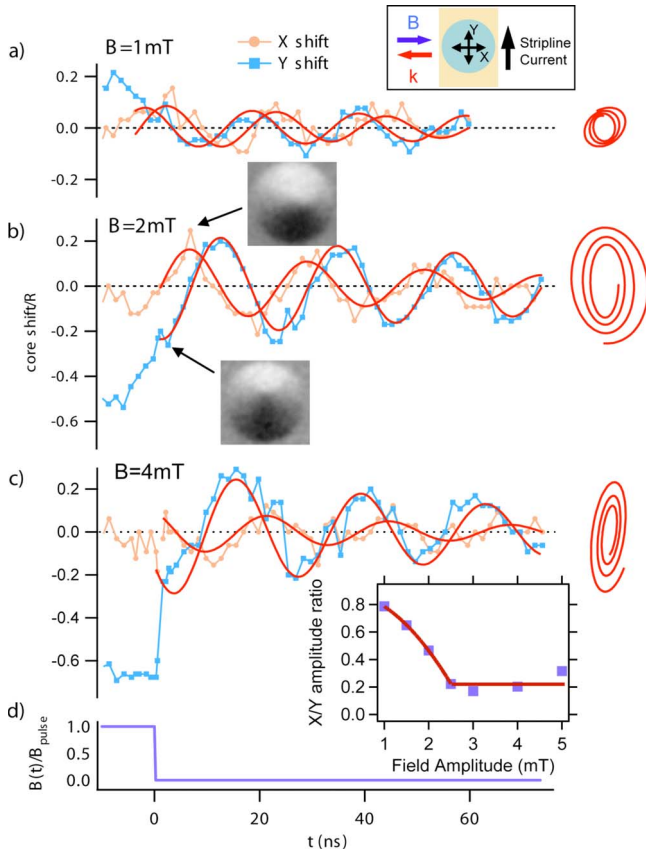 a)
B=1mT
X shift
Y shift
B
k
Y
X
Stripline
Current
0.2
0.0
-0.2
b)
B=2mT
0.2
0.0
-0.2
-0.4
-0.6
core shift/R
c)
B=4mT
0.2
0.0
-0.2
-0.4
-0.6
X/Y amplitude ratio
0.8
0.6
0.4
0.2
0.0
1 2 3 4 5
Field Amplitude (mT)
d)
B(t)/Bpulse
1.0
0.5
0.0
0 20 40 60
t (ns)